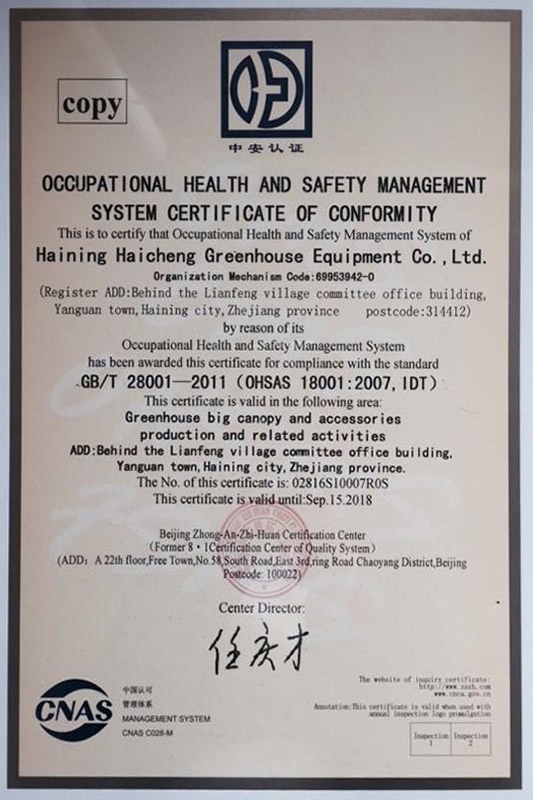 copy
中安认证
OCCUPATIONAL HEALTH AND SAFETY MANAGEMENT
SYSTEM CERTIFICATE OF CONFORMITY
This is to certify that Occupational Health and Safety Management System of
Haining Haicheng Greenhouse Equipment Co.,Ltd.
Organization Mechanism Code:69953942-0
(Register ADD:Behind the Lianfeng village committee office building,
Yanguan town,Haining city,Zhejiang province postcode:314412)
by reason of its
Occupational Health and Safety Management System
has been awarded this certificate for compliance with the standard
GB/T 28001—2011 (OHSAS 18001:2007, IDT)
This certificate is valid in the following area:
Greenhouse big canopy and accessories
production and related activities
ADD:Behind the Lianfeng village committee office building,
Yanguan town,Haining city,Zhejiang province.
The No. of this certificate is: 02816S10007R0S
This certificate is valid until:Sep.15.2018
Beijing Zhong-An-Zhi-Huan Certification Center
(Former 8·1Certification Center of Quality System)
(ADD: A 22th floor,Free Town,No.58,South Road,East 3rd,ring Road Chaoyang District,Beijing
Postcode: 100022)
Center Director:
任庆才
The website of inquiry certificate:
http://www.zazh.com
www.cnca.gov.cn
Annotation:This certificate is valid when used with
annual inspection logo promulgation
CNAS
中国认可
管理体系
MANAGEMENT SYSTEM
CNAS C028-M
Inspection Inspection
1 2